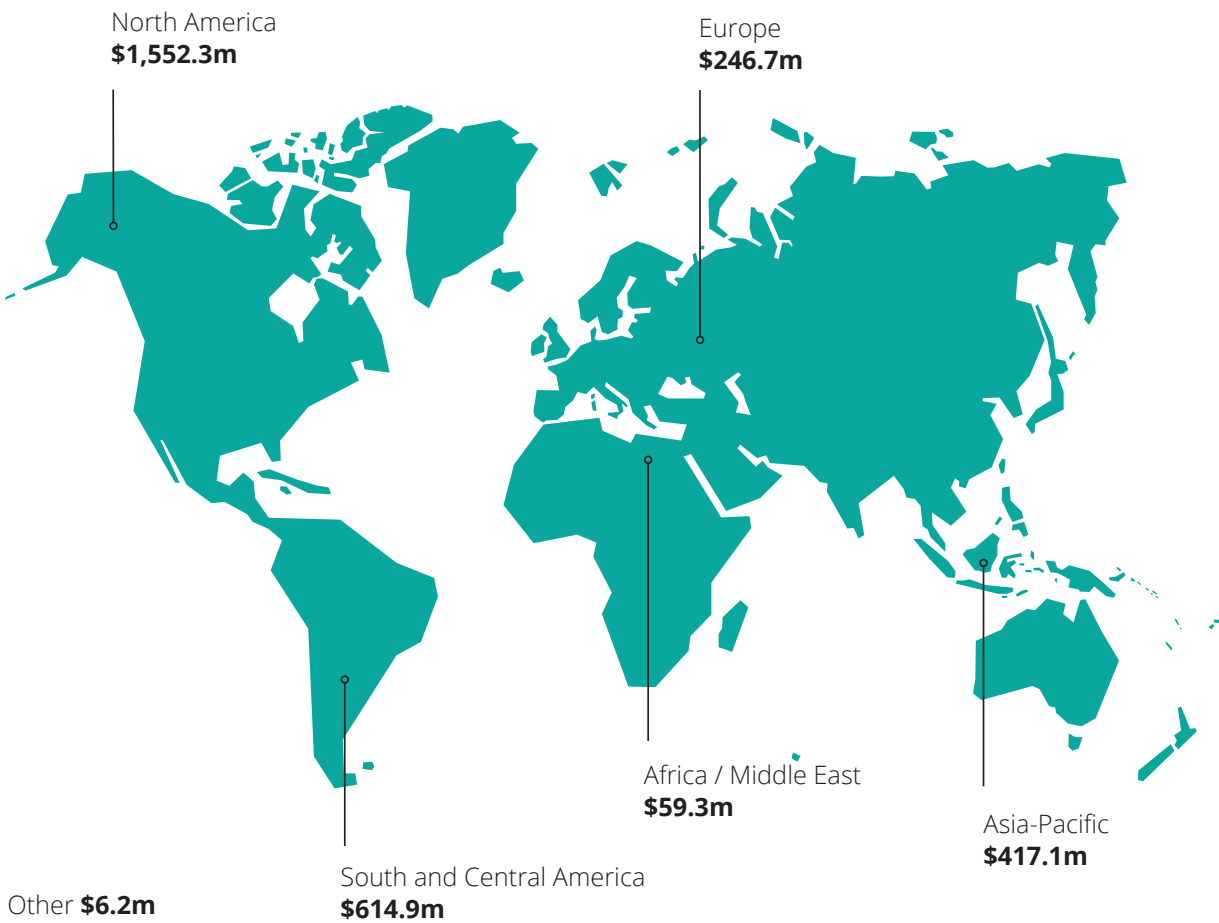 North America
$1,552.3m
Europe
$246.7m
Africa / Middle East
$59.3m
Asia-Pacific
$417.1m
South and Central America
$614.9m
Other $6.2m